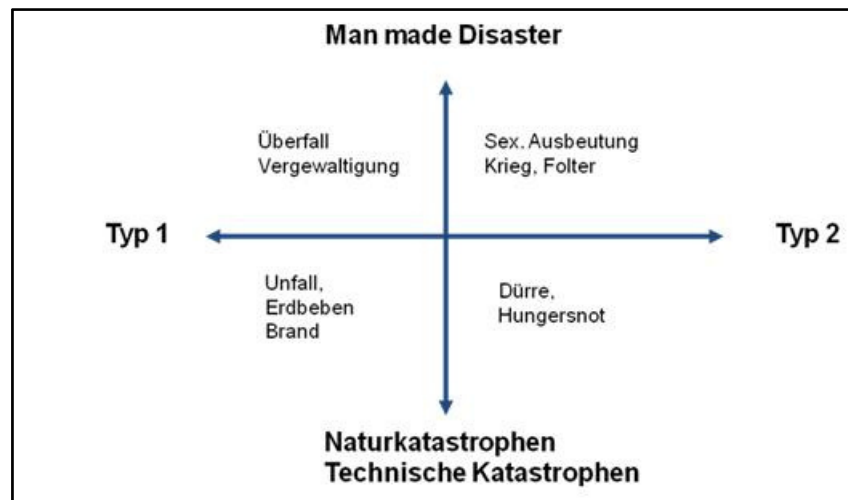 Man made Disaster
Überfall
Vergewaltigung
Sex. Ausbeutung
Krieg, Folter
Typ 1
Typ 2
Unfall,
Erdbeben
Brand
Dürre,
Hungersnot
Naturkatastrophen
Technische Katastrophen